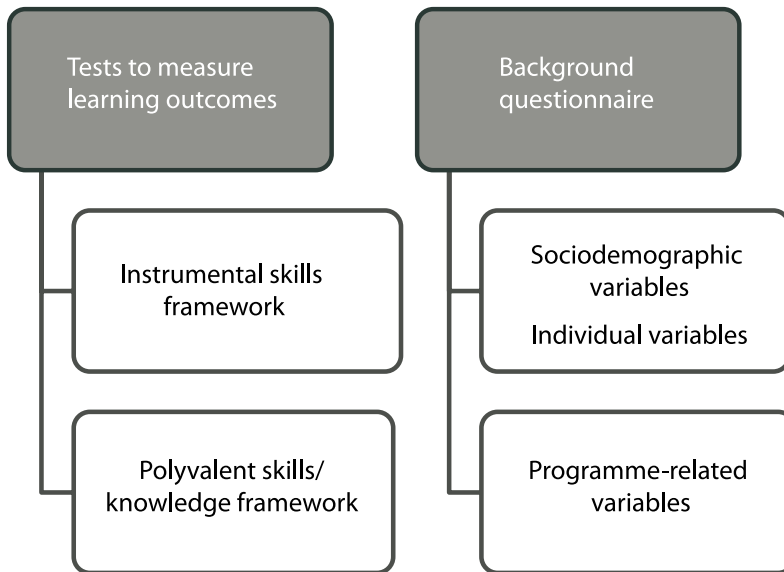 Tests to measure
learning outcomes
Instrumental skills
framework
Polyvalent skills/
knowledge framework
Background
questionnaire
Sociodemographic
variables
Individual variables
Programme-related
variables